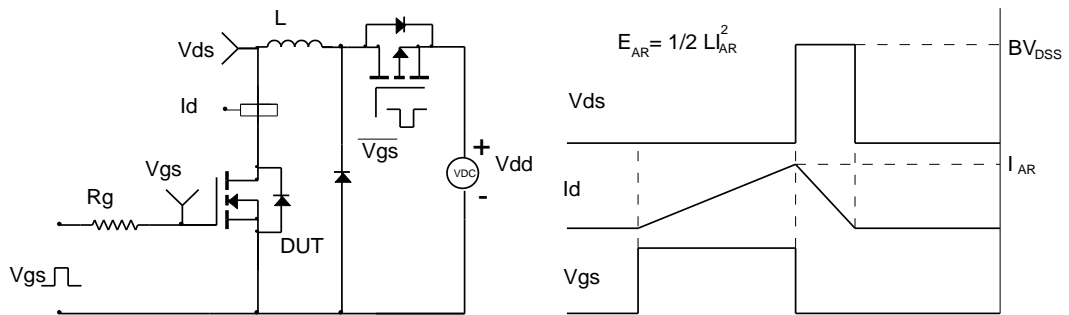 L
Vds
Id
Vgs
Rg
Vgs
DUT
Vgs
VDC
+
-
Vdd
E_AR = 1/2 LI_AR^2
BV_DSS
Vds
I_AR
Id
Vgs